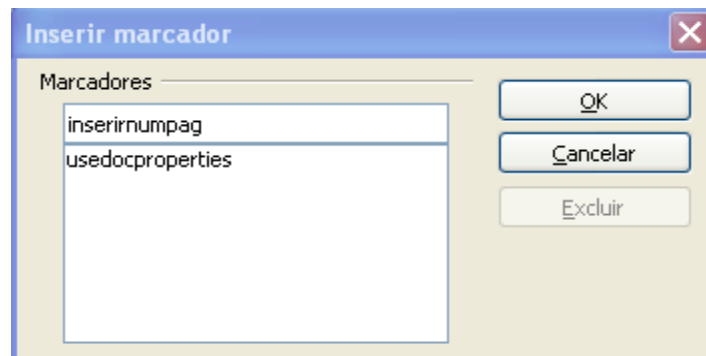 Inserir marcador
Marcadores
inserirnumpag
usedocproperties
OK
Cancelar
Excluir